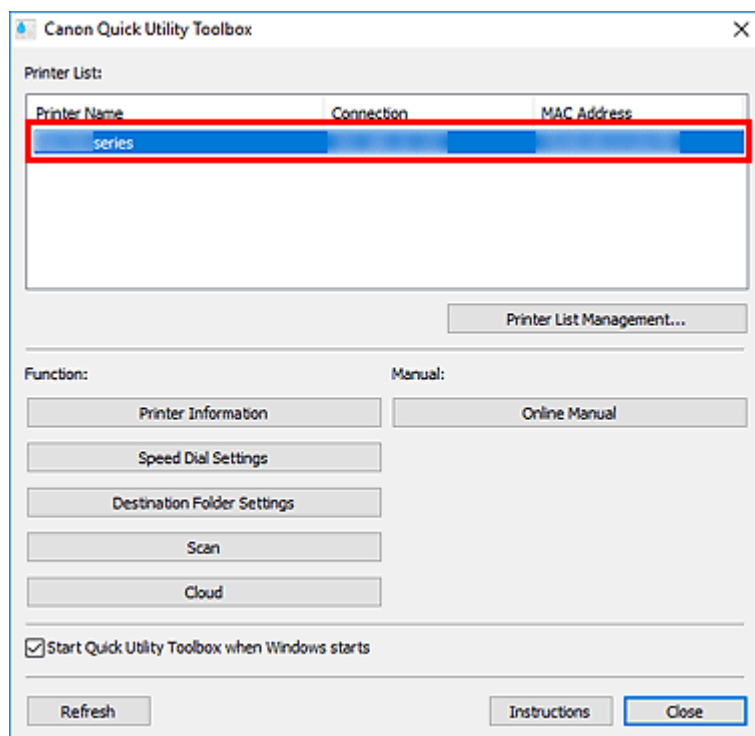 Canon Quick Utility Toolbox
Printer List:
Printer Name Connection MAC Address
series
Printer List Management...
Function: Manual:
Printer Information Online Manual
Speed Dial Settings
Destination Folder Settings
Scan
Cloud
Start Quick Utility Toolbox when Windows starts
Refresh Instructions Close